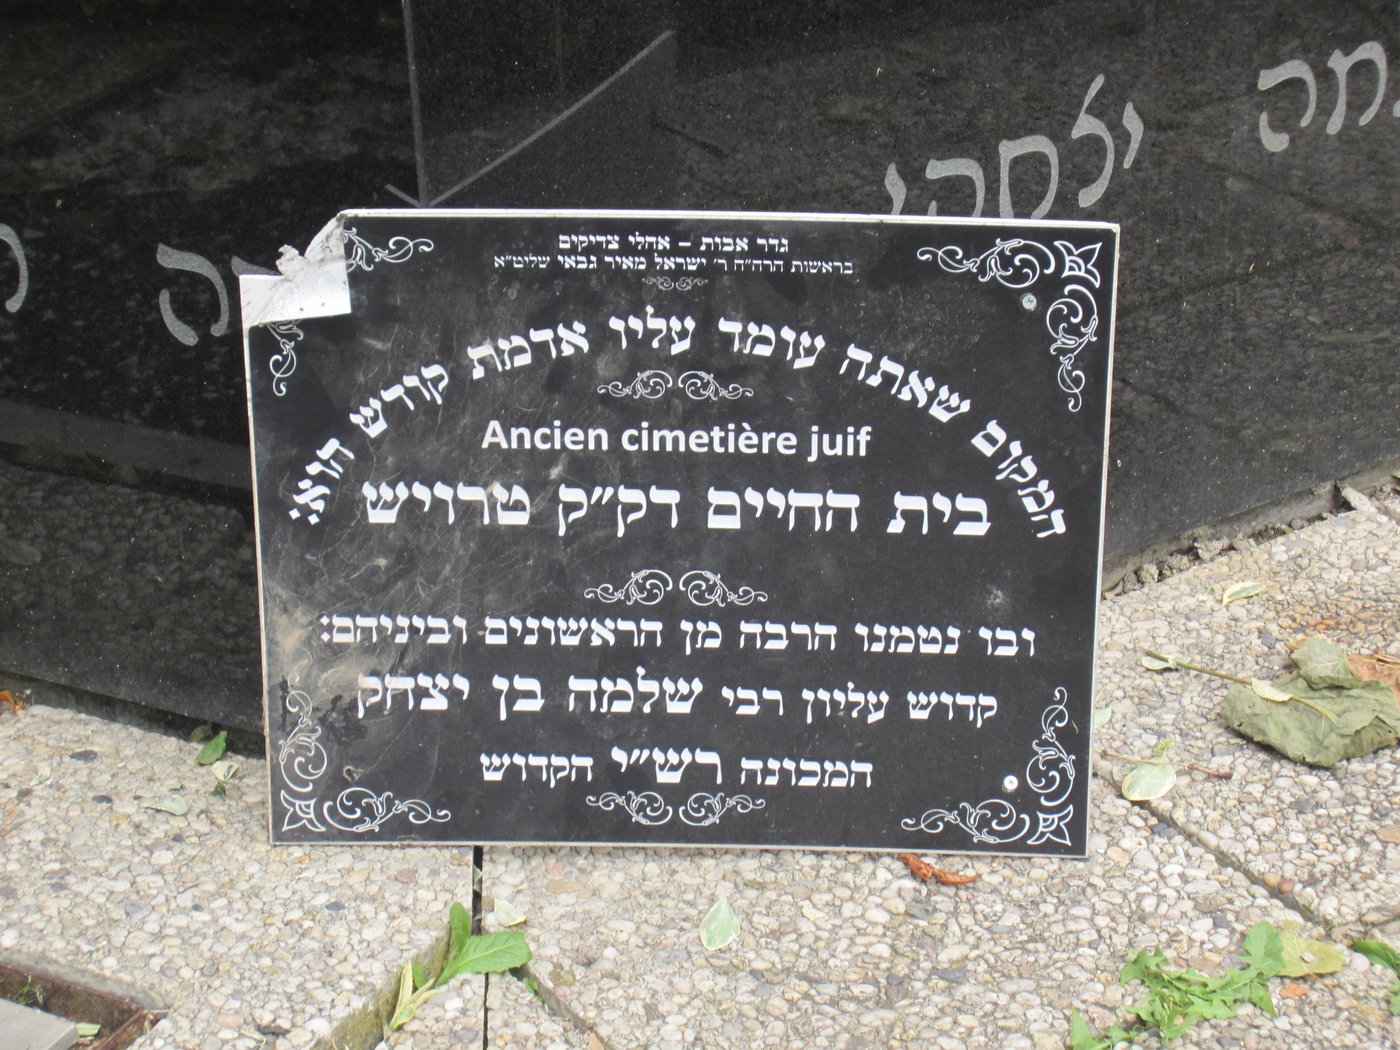 גדר אבות – אהלי צדיקים
בראשות הרה"ח ר' ישראל מאיר גבאי שליט"א
המקום שאתה עומד עליו אדמת קודש הוא:
Ancien cimetière juif
בית החיים דק"ק טרויש
ובו נטמנו הרבה מן הראשונים וביניהם:
קדוש עליון רבי שלמה בן יצחק
המכונה רש"י הקדוש